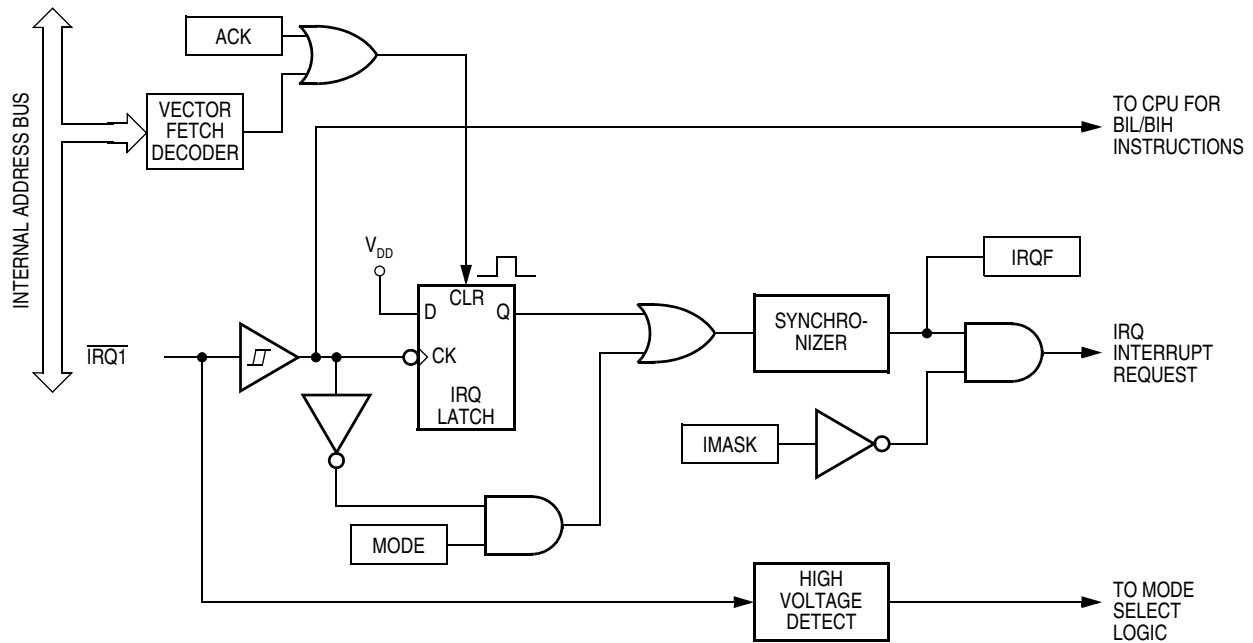 INTERNAL ADDRESS BUS
ACK
VECTOR
FETCH
DECODER
TO CPU FOR
BIL/BIH
INSTRUCTIONS
V_DD
CLR
D
Q
CK
IRQ
LATCH
IRQ1
SYNCHRO-
NIZER
IRQF
IRQ
INTERRUPT
REQUEST
IMASK
MODE
HIGH
VOLTAGE
DETECT
TO MODE
SELECT
LOGIC